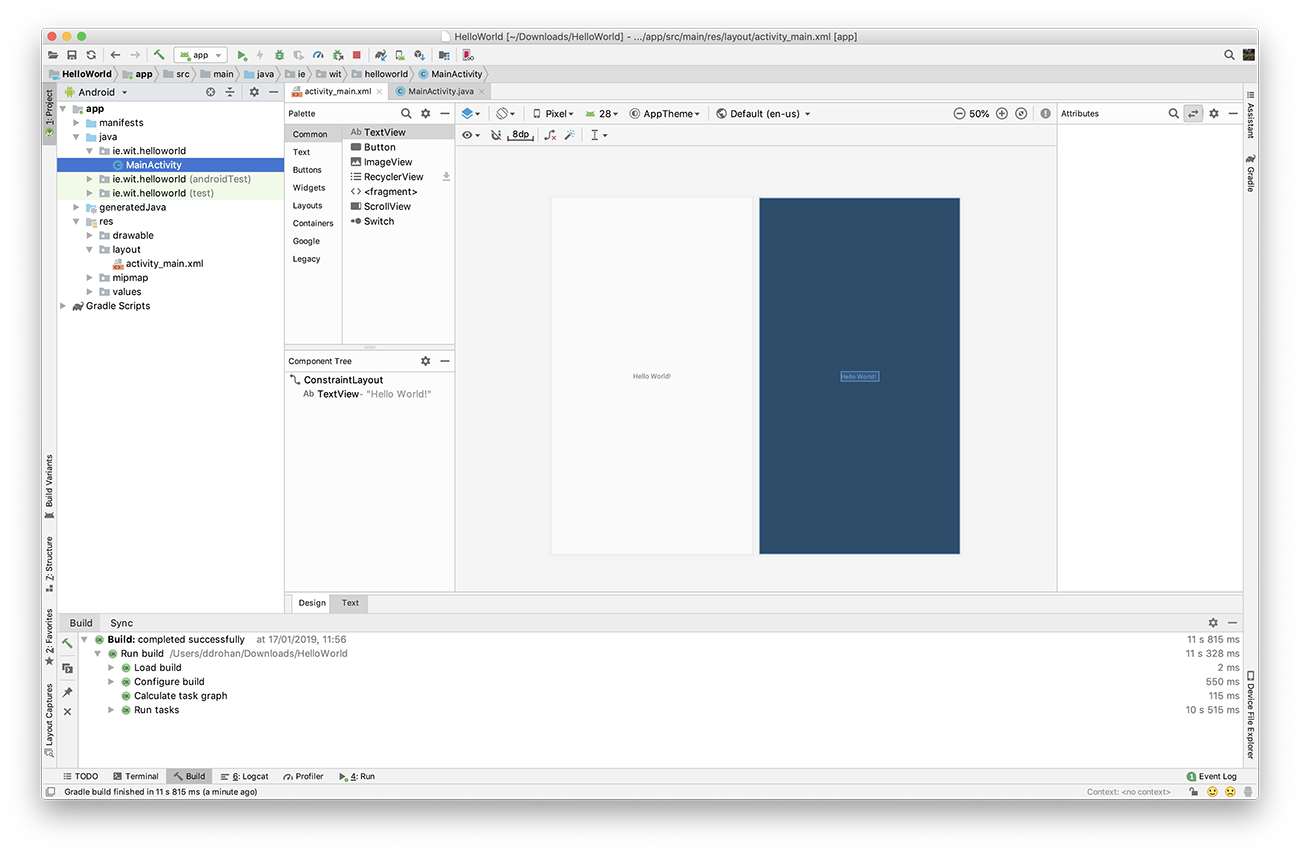 HelloWorld [~/Downloads/HelloWorld] - .../app/src/main/res/layout/activity_main.xml [app]
app
HelloWorld app src main java ie wit helloworld MainActivity
1: Project
Android
app
manifests
java
ie.wit.helloworld
MainActivity
ie.wit.helloworld (androidTest)
ie.wit.helloworld (test)
generatedJava
res
drawable
layout
activity_main.xml
mipmap
values
Gradle Scripts
activity_main.xml MainActivity.java
Palette
Common
Text
Buttons
Widgets
Layouts
Containers
Google
Legacy
Ab TextView
Button
ImageView
RecyclerView
<> <fragment>
ScrollView
Switch
Component Tree
ConstraintLayout
Ab TextView- "Hello World!"
Pixel 28 AppTheme Default (en-us) 50%
8dp
Hello World!
Hello World!
Design Text
Attributes
Assistant
Gradle
Device File Explorer
Build Variants
Z: Structure
2: Favorites
Layout Captures
Build Sync
Build: completed successfully at 17/01/2019, 11:56 11 s 815 ms
Run build /Users/ddrohan/Downloads/HelloWorld 11 s 328 ms
Load build 2 ms
Configure build 550 ms
Calculate task graph 115 ms
Run tasks 10 s 515 ms
TODO Terminal Build 6: Logcat Profiler 4: Run 1 Event Log
Gradle build finished in 11 s 815 ms (a minute ago) Context: <no context>